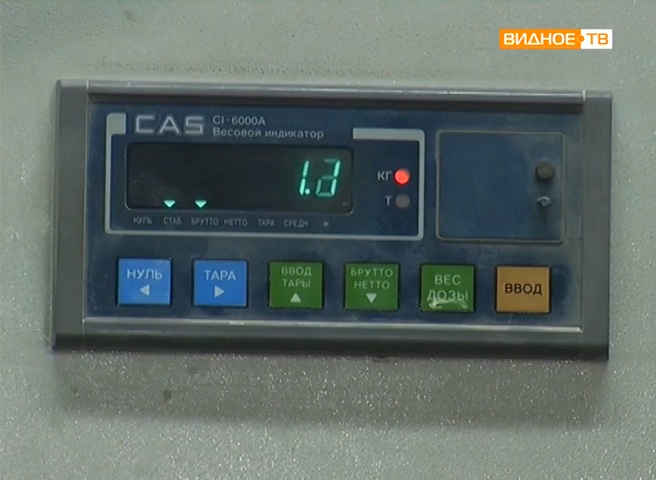 ВИДНОЕ ТВ
CAS CI-6000A
Весовой индикатор
КГ
Т
НУЛЬ СТАБ БРУТТО НЕТТО ТАРА СРЕДН *
НУЛЬ
ТАРА
ВВОД
ТАРЫ
БРУТТО
НЕТТО
ВЕС
ДОЗЫ
ВВОД